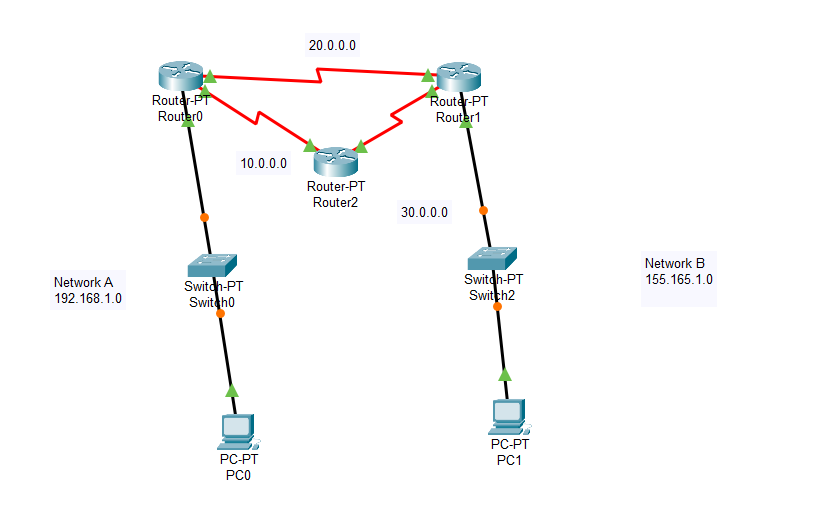 20.0.0.0
Router-PT
Router0
Router-PT
Router1
10.0.0.0
Router-PT
Router2
30.0.0.0
Network A
192.168.1.0
Switch-PT
Switch0
Switch-PT
Switch2
Network B
155.165.1.0
PC-PT
PC0
PC-PT
PC1